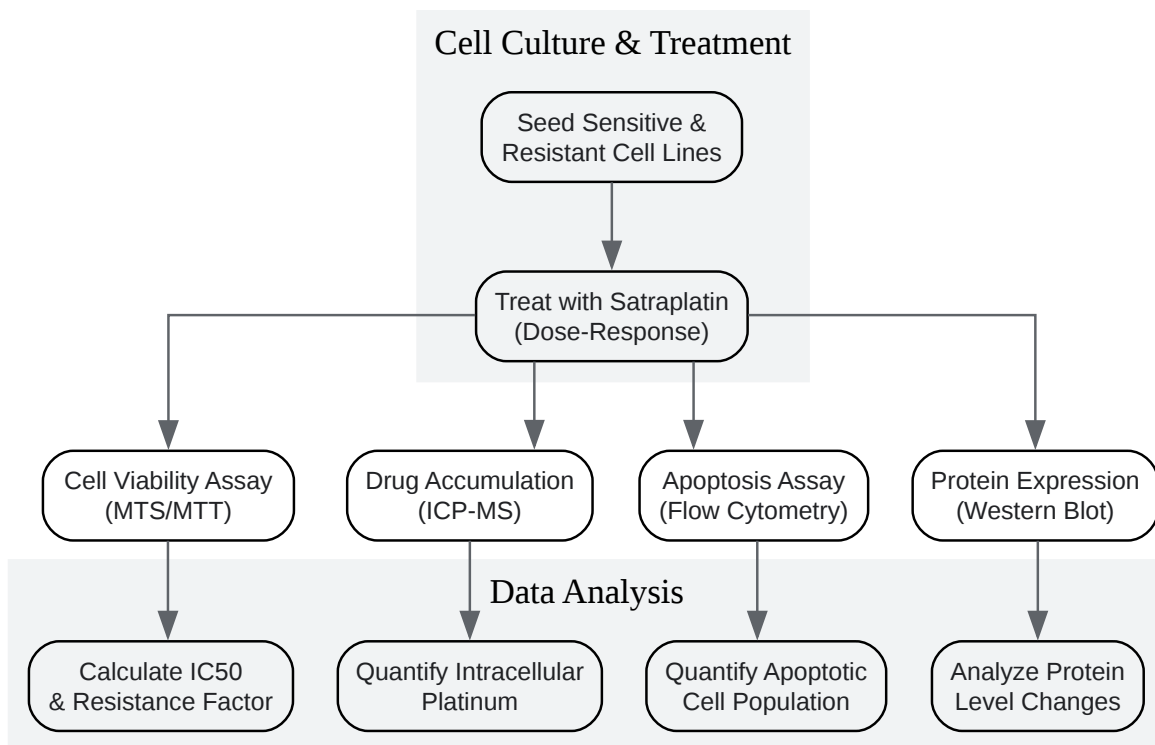 Cell Culture & Treatment
Seed Sensitive &
Resistant Cell Lines
Treat with Satraplatin
(Dose-Response)
Cell Viability Assay
(MTS/MTT)
Drug Accumulation
(ICP-MS)
Apoptosis Assay
(Flow Cytometry)
Protein Expression
(Western Blot)
Data Analysis
Calculate IC50
& Resistance Factor
Quantify Intracellular
Platinum
Quantify Apoptotic
Cell Population
Analyze Protein
Level Changes